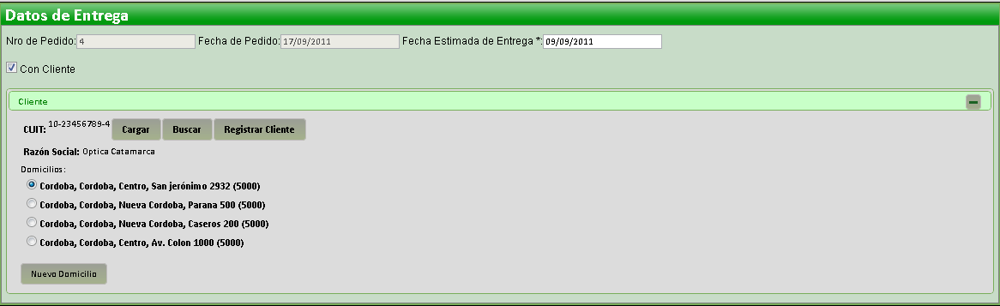 Datos de Entrega
Nro de Pedido: 4 Fecha de Pedido: 17/09/2011 Fecha Estimada de Entrega *: 09/09/2011
Con Cliente
Cliente
CUIT: 10-23456789-4 Cargar Buscar Registrar Cliente
Razón Social: Optica Catamarca
Domicilios:
Cordoba, Cordoba, Centro, San jerónimo 2932 (5000)
Cordoba, Cordoba, Nueva Cordoba, Parana 500 (5000)
Cordoba, Cordoba, Nueva Cordoba, Caseros 200 (5000)
Cordoba, Cordoba, Centro, Av. Colon 1000 (5000)
Nuevo Domicilio